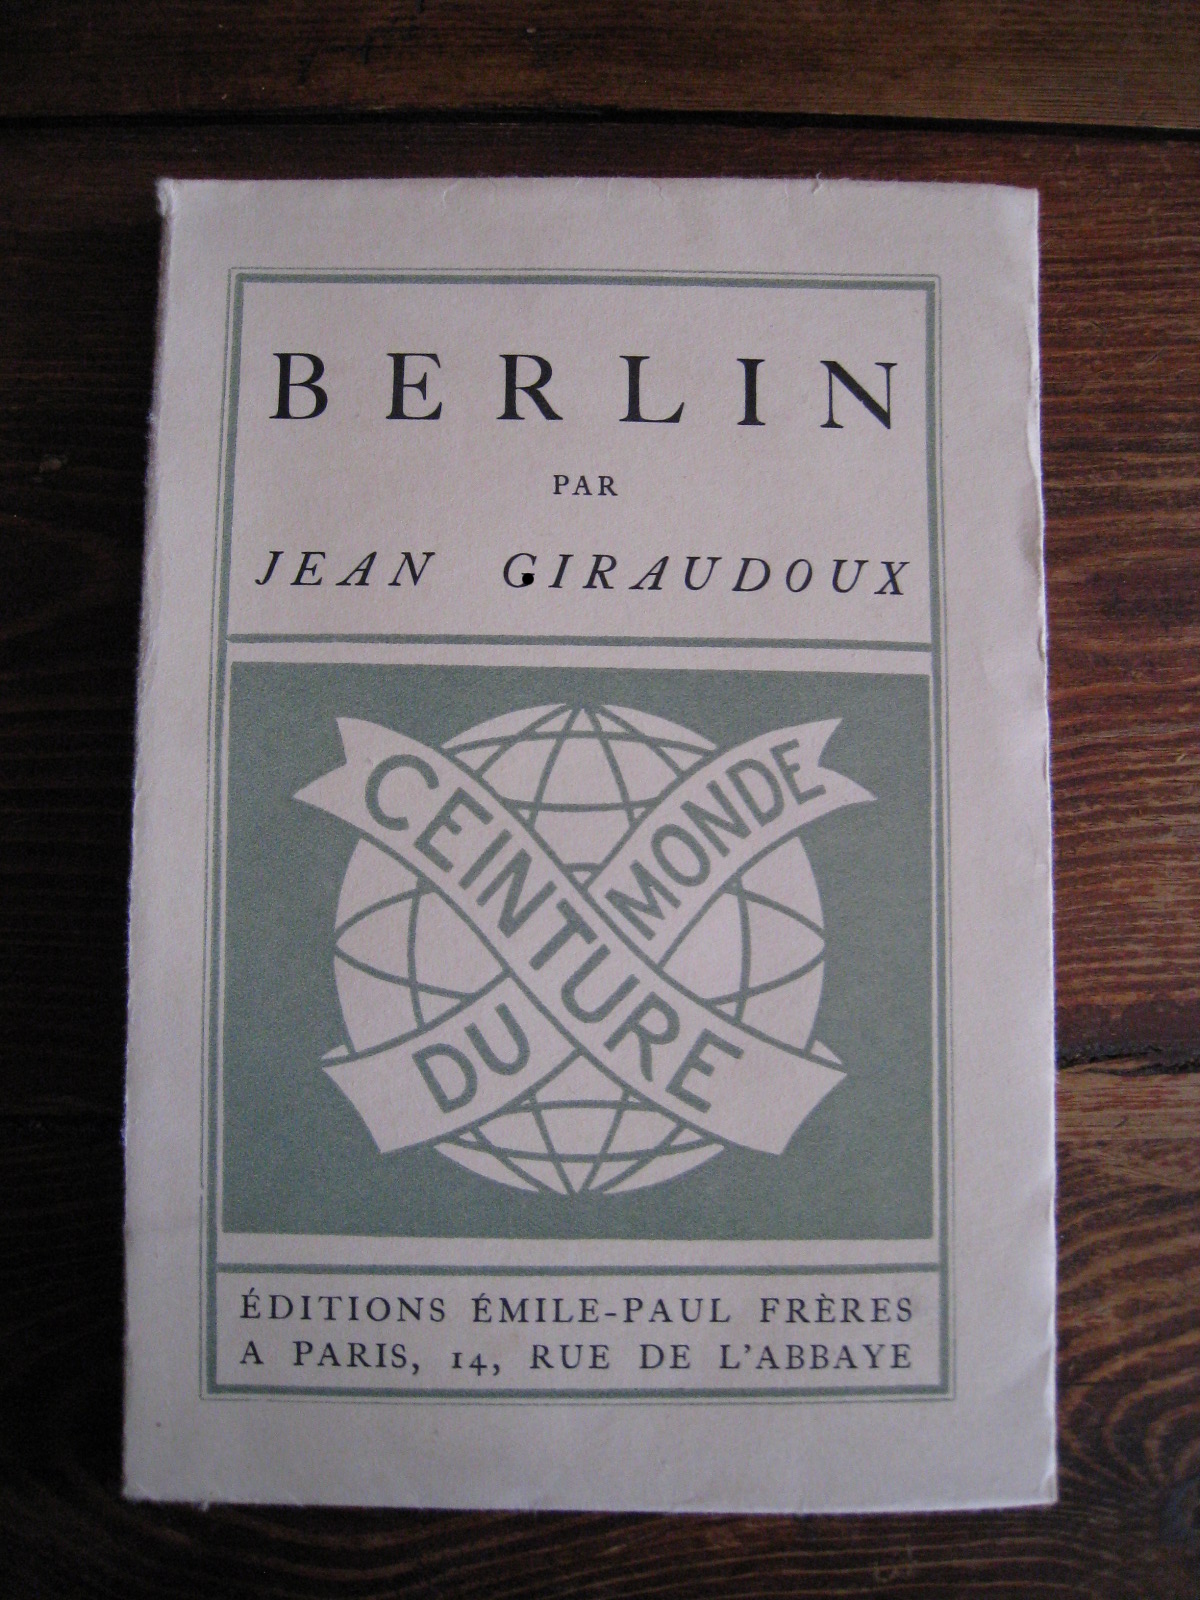 BERLIN
PAR
JEAN GIRAUDOUX
CEINTURE
DU MONDE
ÉDITIONS ÉMILE-PAUL FRÈRES
A PARIS, 14, RUE DE L'ABBAYE